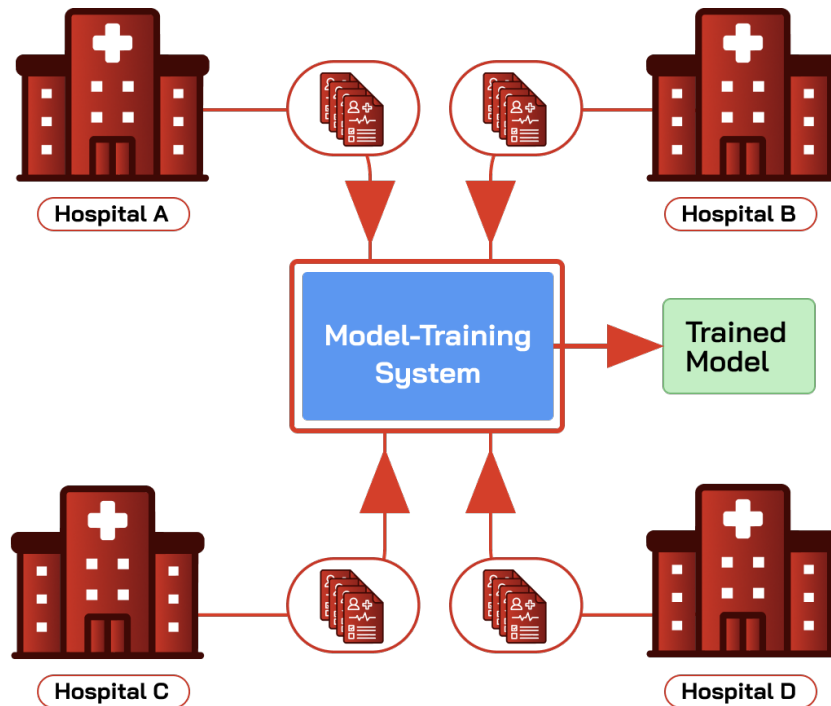 Hospital A
Hospital B
Model-Training
System
Trained
Model
Hospital C
Hospital D